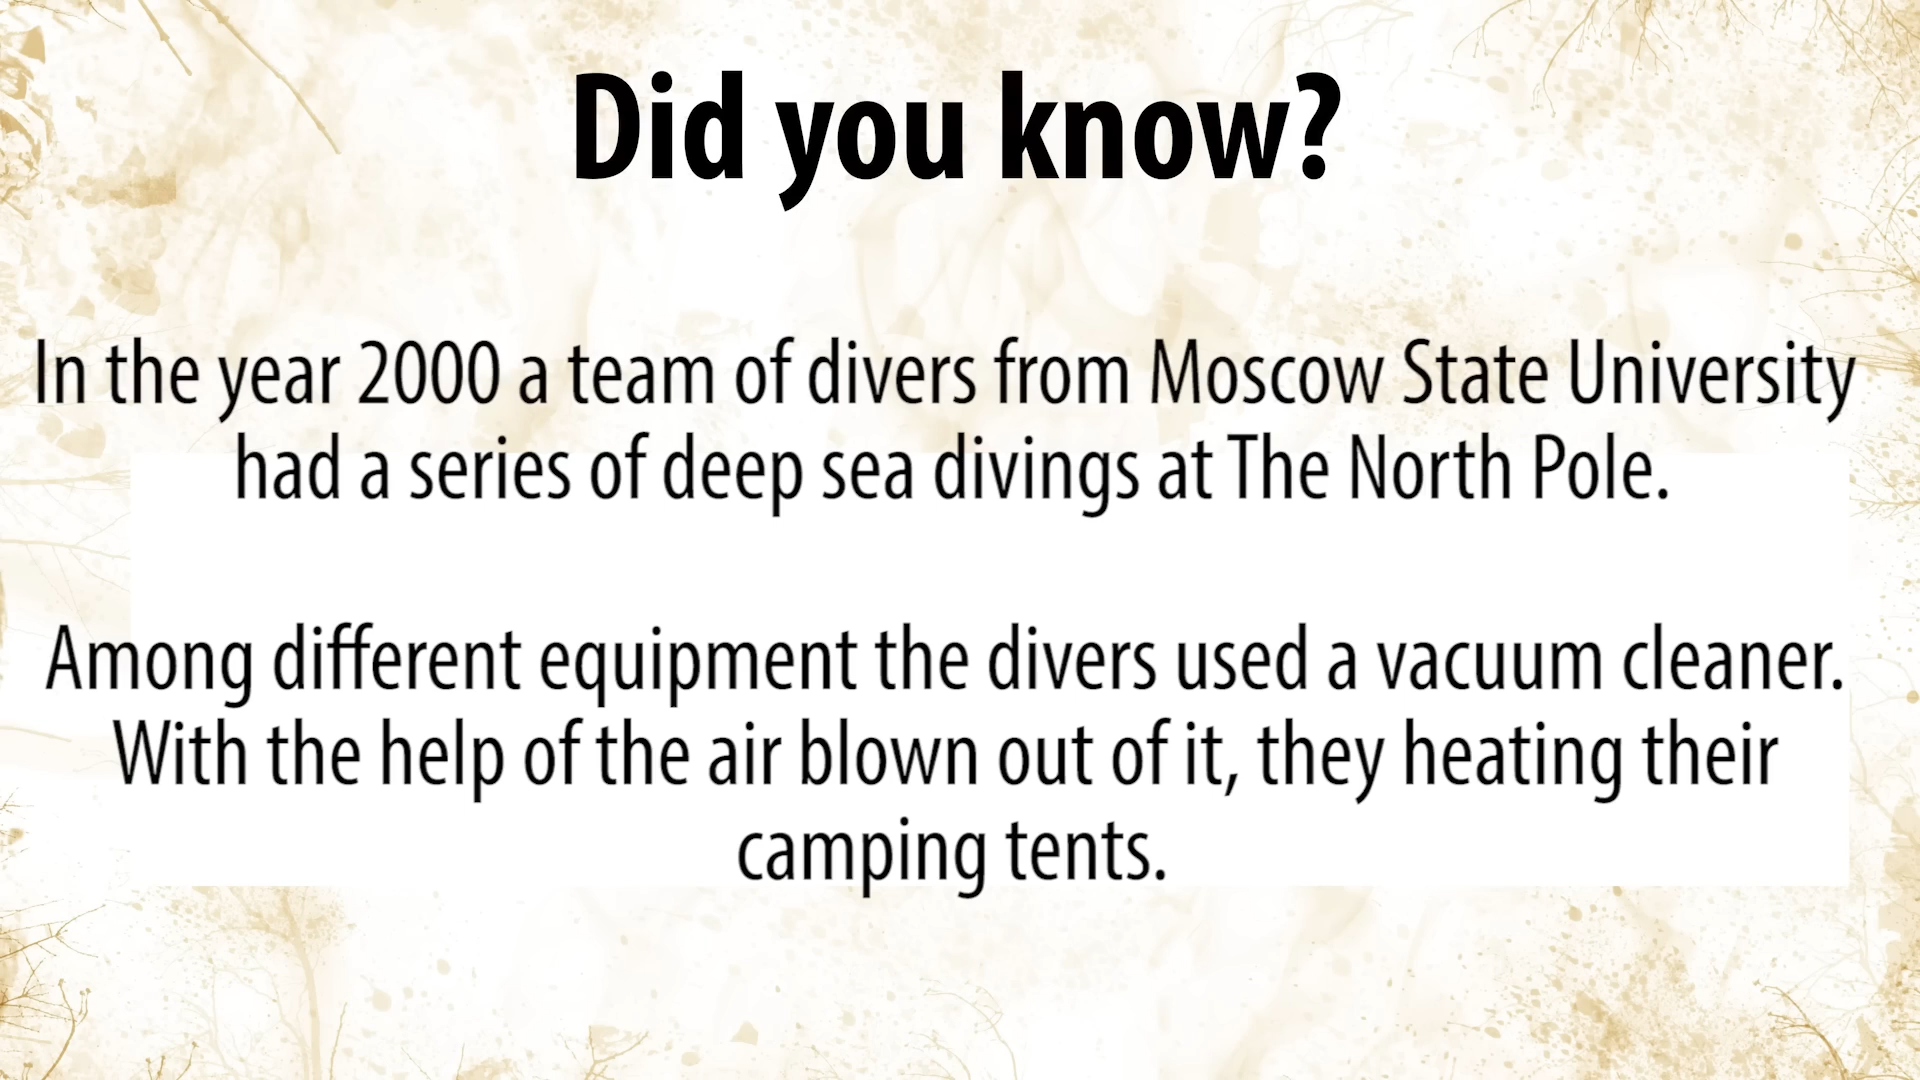 Did you know?
In the year 2000 a team of divers from Moscow State University
had a series of deep sea divings at The North Pole.
Among different equipment the divers used a vacuum cleaner.
With the help of the air blown out of it, they heating their
camping tents.